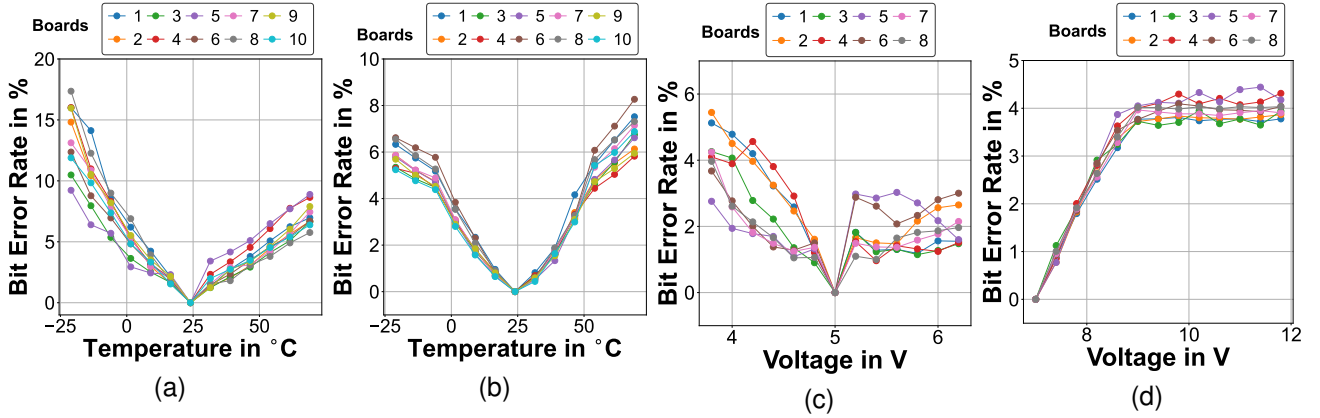 Boards 1 3 5 7 9
2 4 6 8 10
Bit Error Rate in %
20
15
10
5
0
−25 0 25 50
Temperature in °C
(a)
Boards 1 3 5 7 9
2 4 6 8 10
Bit Error Rate in %
10
8
6
4
2
0
−25 0 25 50
Temperature in °C
(b)
Boards 1 3 5 7
2 4 6 8
Bit Error Rate in %
6
4
2
0
4 5 6
Voltage in V
(c)
Boards 1 3 5 7
2 4 6 8
Bit Error Rate in %
5
4
3
2
1
0
8 10 12
Voltage in V
(d)